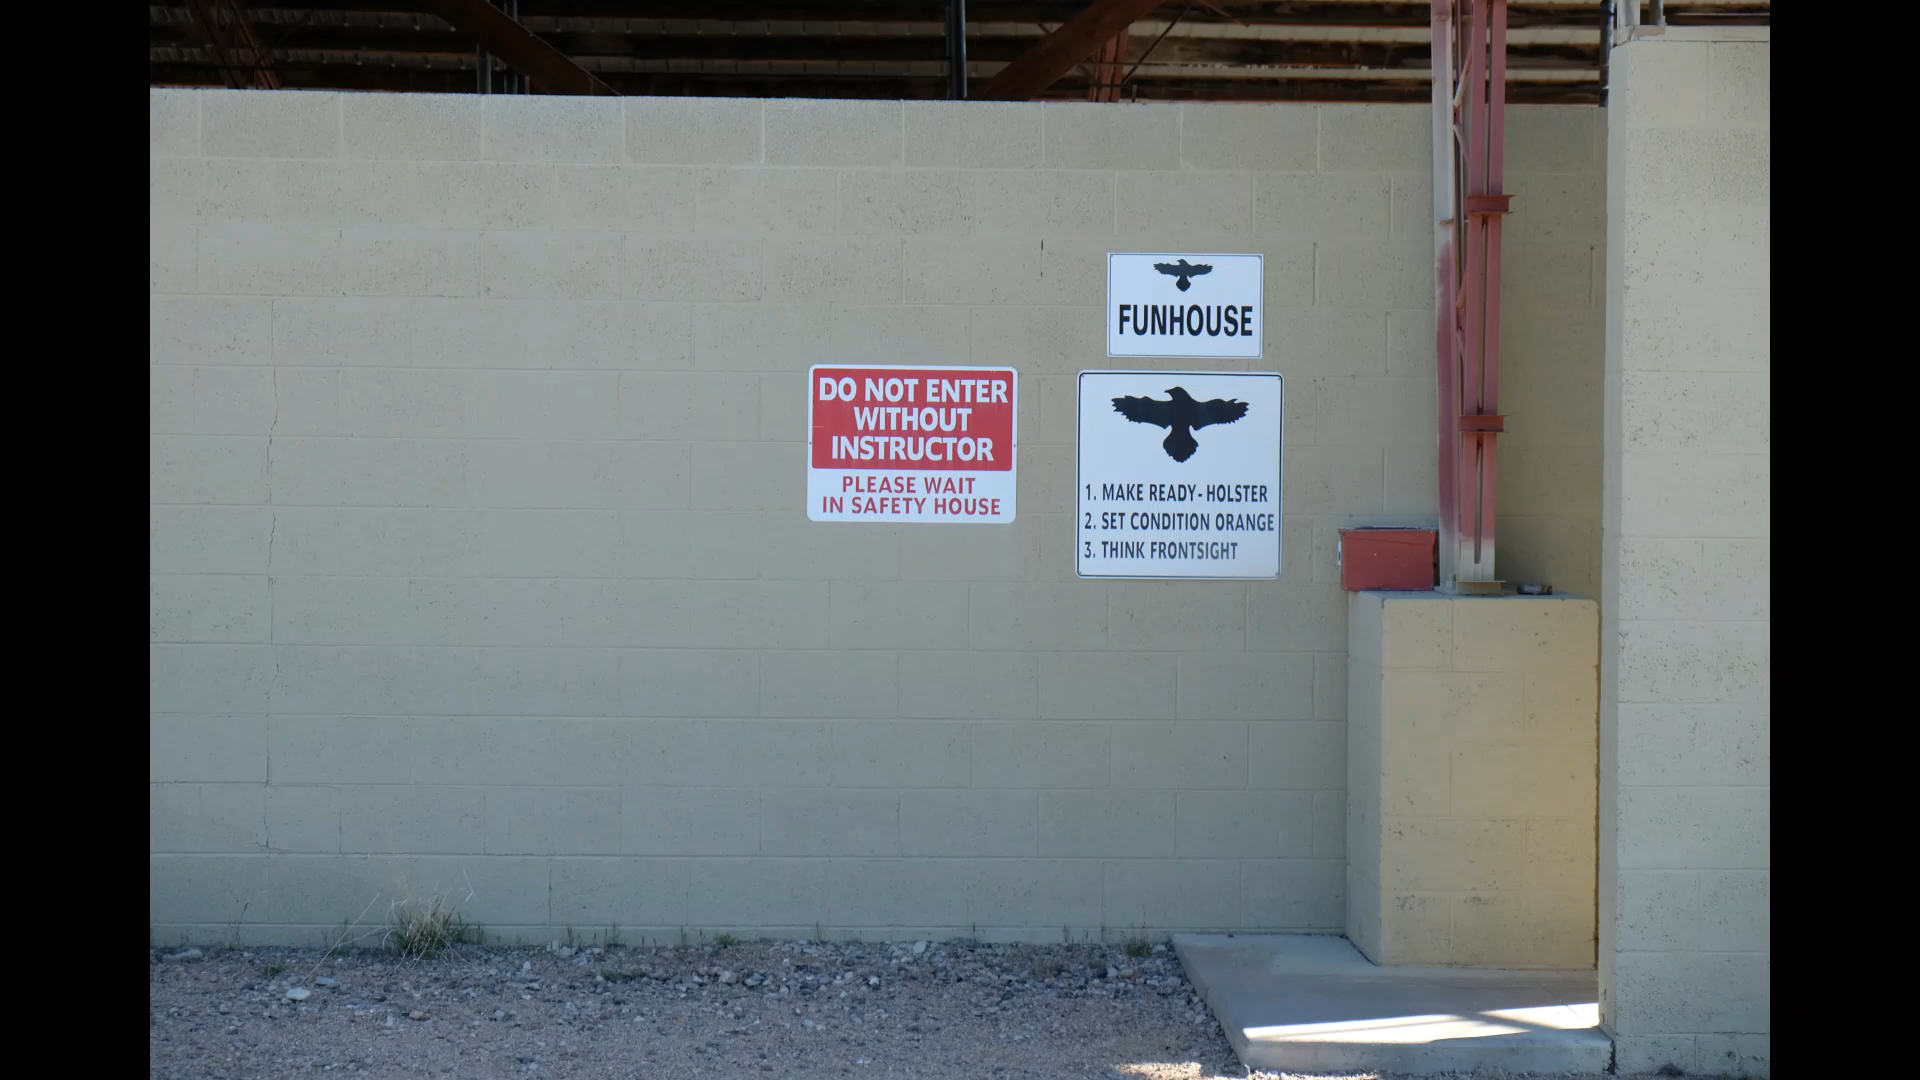 FUNHOUSE
DO NOT ENTER
WITHOUT
INSTRUCTOR
PLEASE WAIT
IN SAFETY HOUSE
1. MAKE READY-HOLSTER
2. SET CONDITION ORANGE
3. THINK FRONTSIGHT